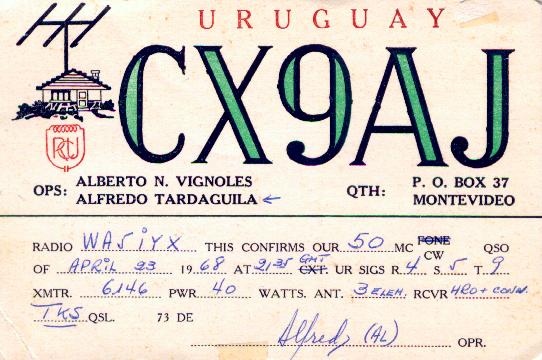 URUGUAY
CX9AJ
RCU
OPS: ALBERTO N. VIGNOLES
ALFREDO TARDAGUILA ←
QTH: P. O. BOX 37
MONTEVIDEO
RADIO WA5IYX THIS CONFIRMS OUR 50 MC FONE CW QSO
OF APRIL 23 1968 AT 2135 GMT CXT. UR SIGS R. 4 S. 5 T. 9
XMTR. 6146 PWR 40 WATTS. ANT. 3 ELEM. RCVR HRO + CONV.
TKS QSL. 73 DE
Alfredo (AL) OPR.